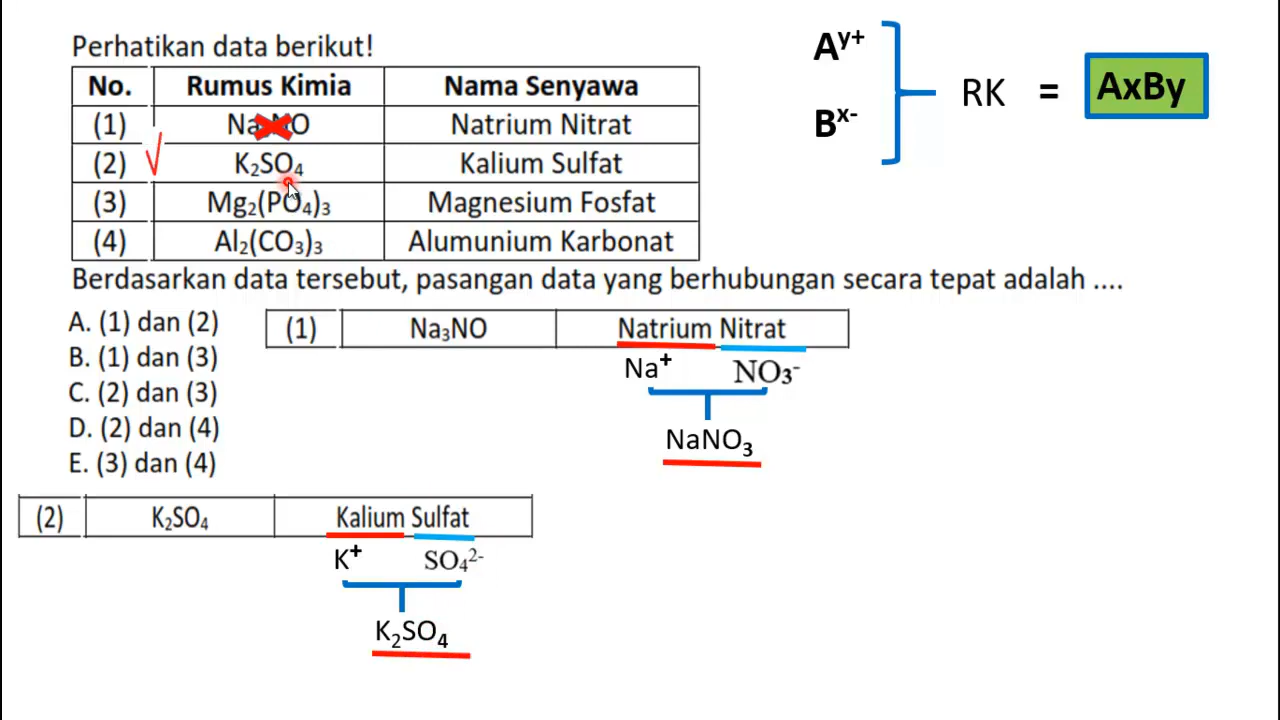 Perhatikan data berikut!
No. Rumus Kimia Nama Senyawa
(1) Na₃NO Natrium Nitrat
(2) K₂SO₄ Kalium Sulfat
(3) Mg₂(PO₄)₃ Magnesium Fosfat
(4) Al₂(CO₃)₃ Alumunium Karbonat
Aʸ⁺
Bˣ⁻
RK = AxBy
Berdasarkan data tersebut, pasangan data yang berhubungan secara tepat adalah ....
A. (1) dan (2)
B. (1) dan (3)
C. (2) dan (3)
D. (2) dan (4)
E. (3) dan (4)
(1) Na₃NO Natrium Nitrat
Na⁺ NO₃⁻
NaNO₃
(2) K₂SO₄ Kalium Sulfat
K⁺ SO₄²⁻
K₂SO₄